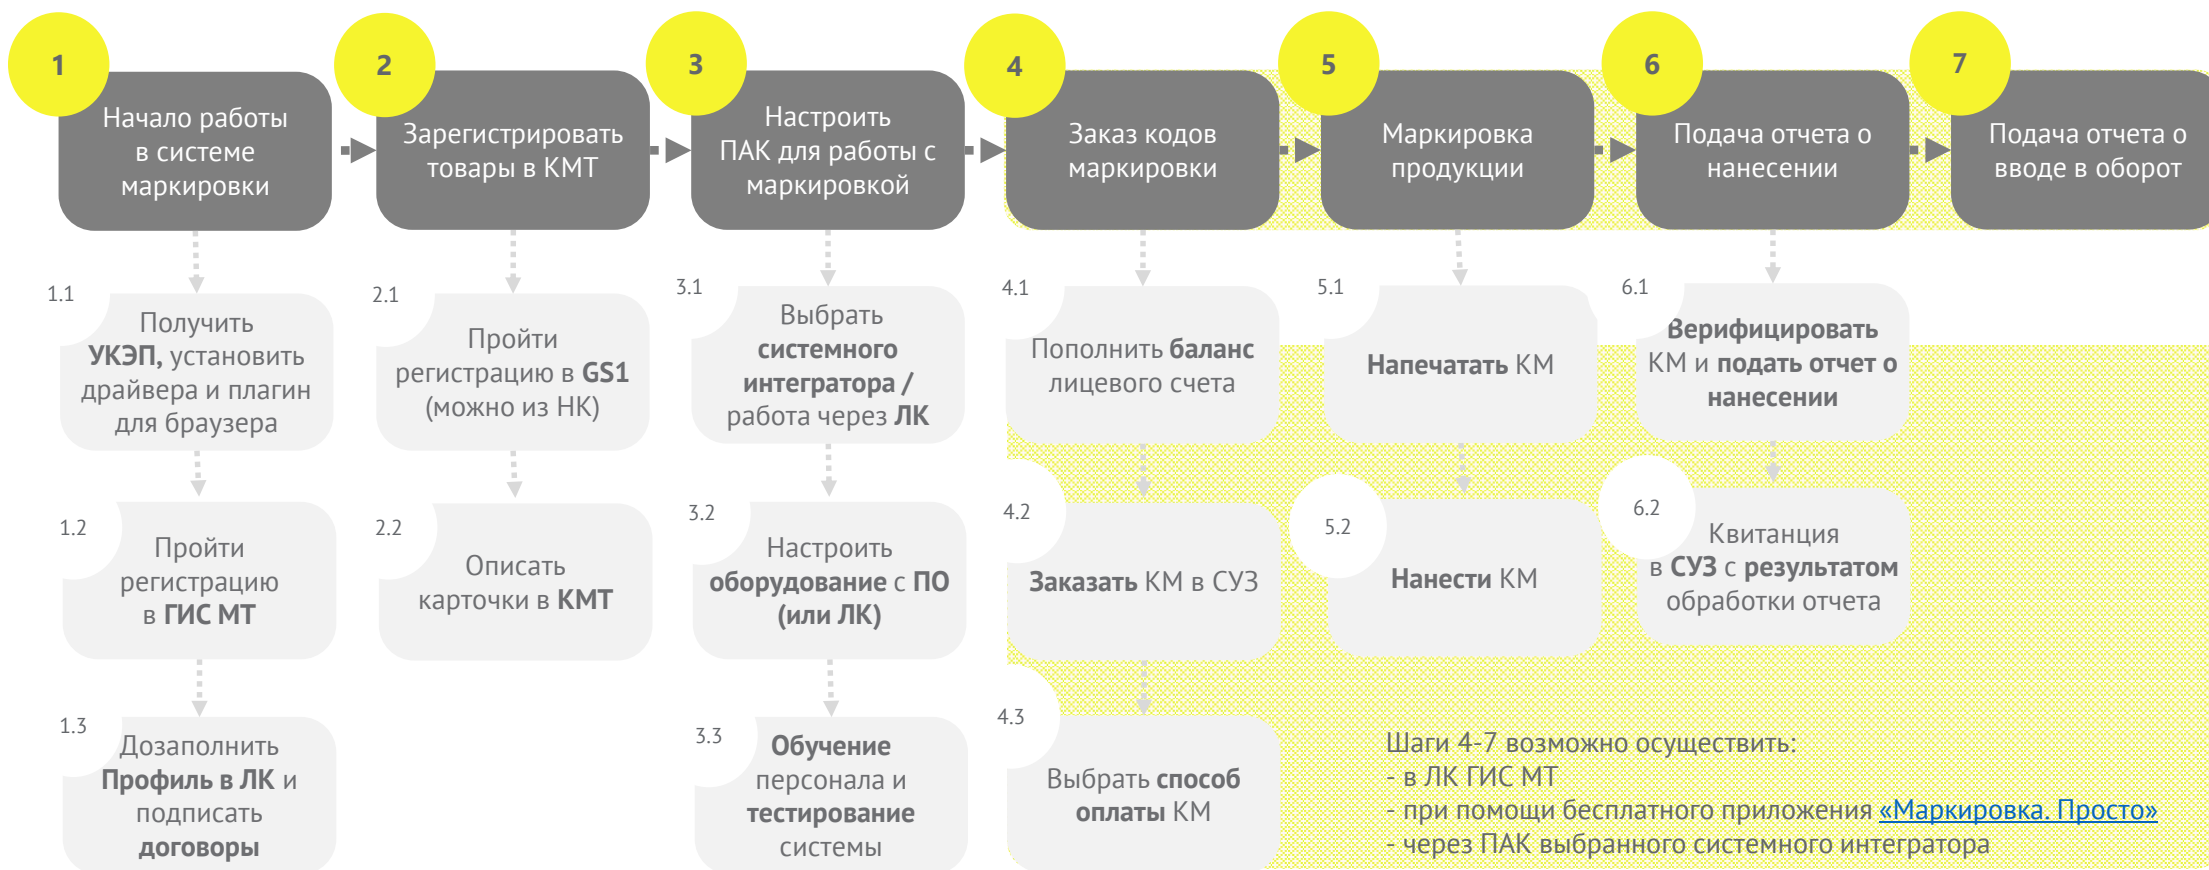 1
Начало работы
в системе
маркировки
2
Зарегистрировать
товары в КМТ
3
Настроить
ПАК для работы с
маркировкой
4
Заказ кодов
маркировки
5
Маркировка
продукции
6
Подача отчета о
нанесении
7
Подача отчета о
вводе в оборот
1.1
Получить
УКЭП, установить
драйвера и плагин
для браузера
1.2
Пройти
регистрацию
в ГИС МТ
1.3
Дозаполнить
Профиль в ЛК и
подписать
договоры
2.1
Пройти
регистрацию в GS1
(можно из НК)
2.2
Описать
карточки в КМТ
3.1
Выбрать
системного
интегратора /
работа через ЛК
3.2
Настроить
оборудование с ПО
(или ЛК)
3.3
Обучение
персонала и
тестирование
системы
4.1
Пополнить баланс
лицевого счета
4.2
Заказать КМ в СУЗ
4.3
Выбрать способ
оплаты КМ
5.1
Напечатать КМ
5.2
Нанести КМ
6.1
Верифицировать
КМ и подать отчет о
нанесении
6.2
Квитанция
в СУЗ с результатом
обработки отчета
Шаги 4-7 возможно осуществить:
- в ЛК ГИС МТ
- при помощи бесплатного приложения «Маркировка. Просто»
- через ПАК выбранного системного интегратора